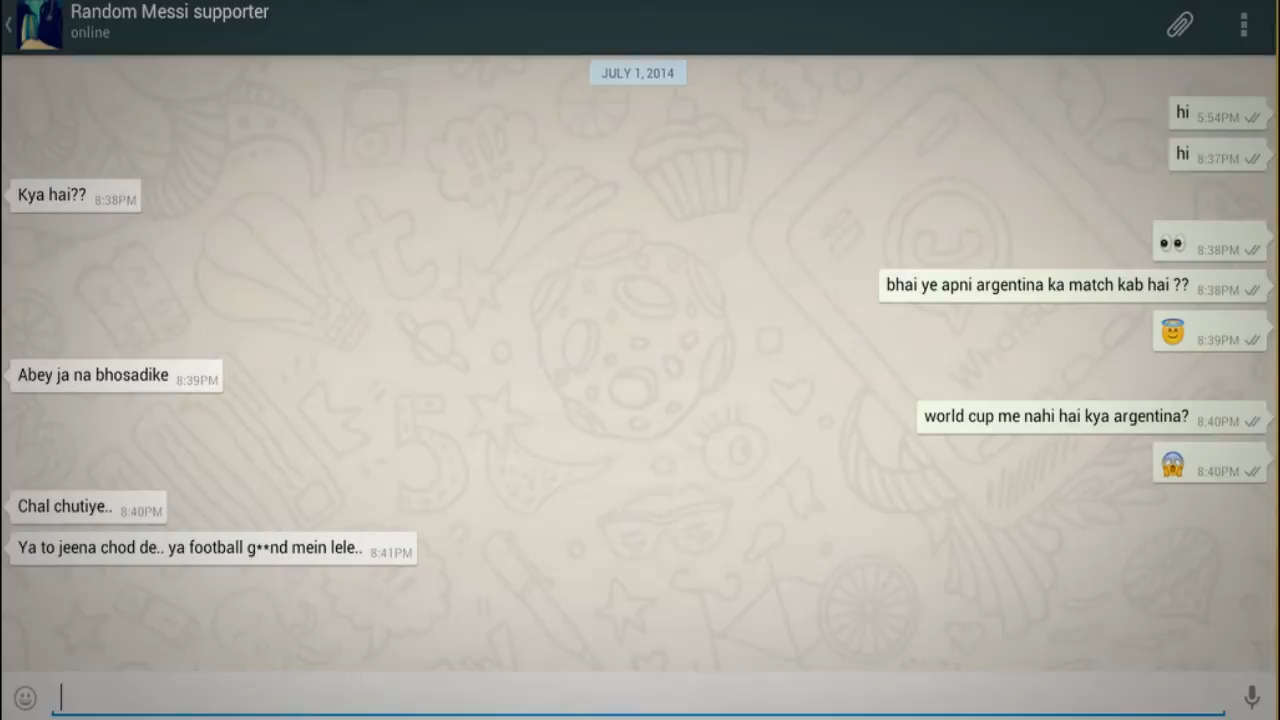 Random Messi supporter
online
JULY 1, 2014
hi 5:54PM
hi 8:37PM
Kya hai?? 8:38PM
8:38PM
bhai ye apni argentina ka match kab hai ?? 8:38PM
8:39PM
Abey ja na bhosadike 8:39PM
world cup me nahi hai kya argentina? 8:40PM
8:40PM
Chal chutiye.. 8:40PM
Ya to jeena chod de.. ya football g**nd mein lele.. 8:41PM